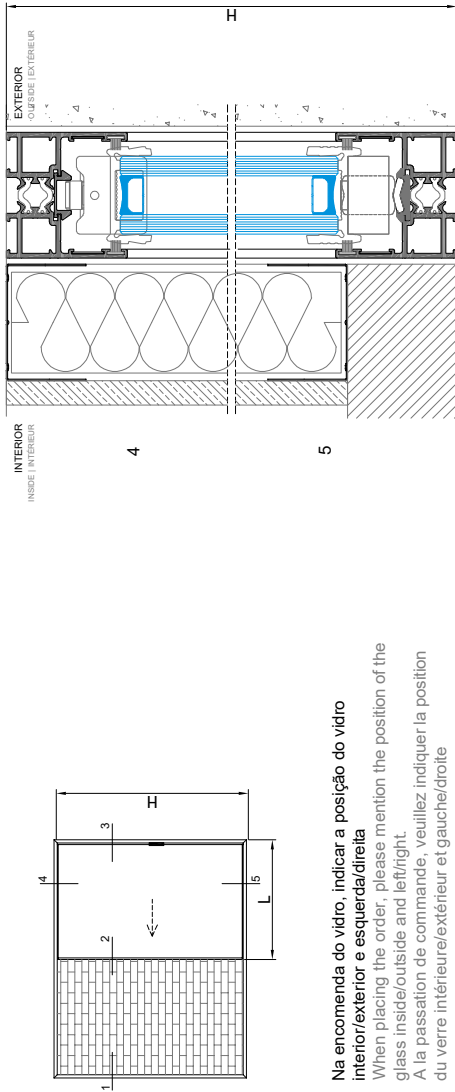 EXTERIOR
OUTSIDE | EXTÉRIEUR
H
INTERIOR
INSIDE | INTÉRIEUR
4
5
4
3
H
2
5
L
1
Na encomenda do vidro, indicar a posição do vidro
interior/exterior e esquerda/direita
When placing the order, please mention the position of the
glass inside/outside and left/right.
A la passation de commande, veuillez indiquer la position
du verre intérieure/extérieur et gauche/droite